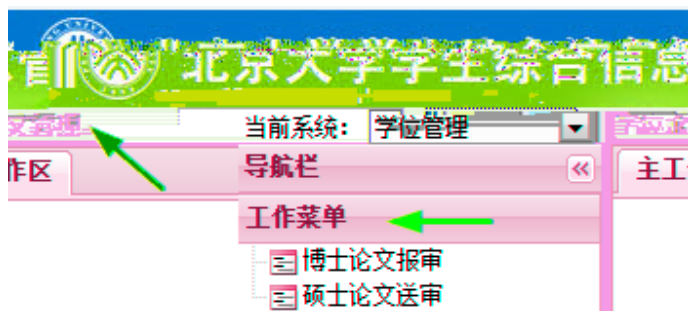 北京大学学生综合信息
当前系统： 学位管理
作区
导航栏
主工
工作菜单
博士论文报审
硕士论文送审